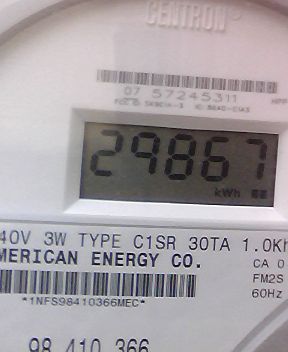 CENTRON
07 57245311
29867
kWh
40V 3W TYPE C1SR 30TA 1.0Kh
MERICAN ENERGY CO.
CA 0
FM2S
60Hz
*1NFS98410366MEC*
98 410 366